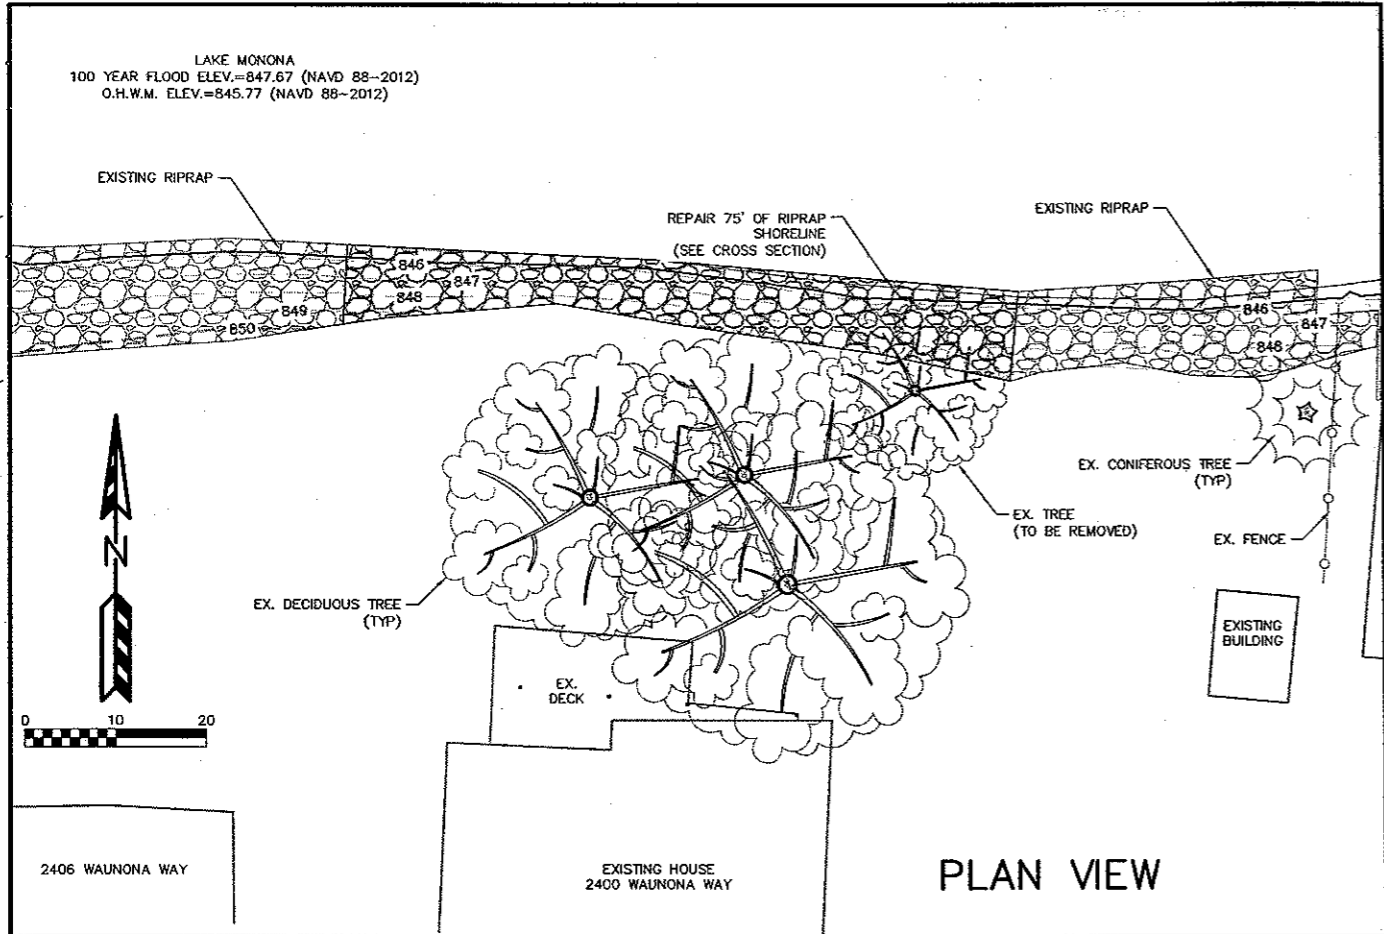 LAKE MONONA
100 YEAR FLOOD ELEV.=847.67 (NAVD 88-2012)
O.H.W.M. ELEV.=845.77 (NAVD 88-2012)
EXISTING RIPRAP
REPAIR 75' OF RIPRAP
SHORELINE
(SEE CROSS SECTION)
EXISTING RIPRAP
846
847
848
849
850
846
847
848
N
EX. CONIFEROUS TREE
(TYP)
EX. TREE
(TO BE REMOVED)
EX. FENCE
EX. DECIDUOUS TREE
(TYP)
EXISTING
BUILDING
EX.
DECK
0 10 20
2406 WAUNONA WAY
EXISTING HOUSE
2400 WAUNONA WAY
PLAN VIEW